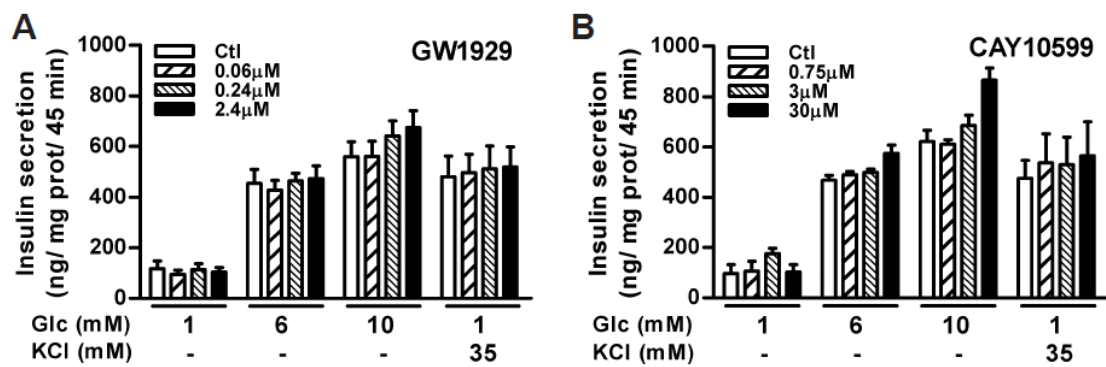 A
GW1929
Insulin secretion
(ng/ mg prot/ 45 min)
1000
800
600
400
200
0
Ctl
0.06µM
0.24µM
2.4µM
Glc (mM) 1 6 10 1
KCl (mM) - - - 35
B
CAY10599
Insulin secretion
(ng/ mg prot/ 45 min)
1000
800
600
400
200
0
Ctl
0.75µM
3µM
30µM
Glc (mM) 1 6 10 1
KCl (mM) - - - 35